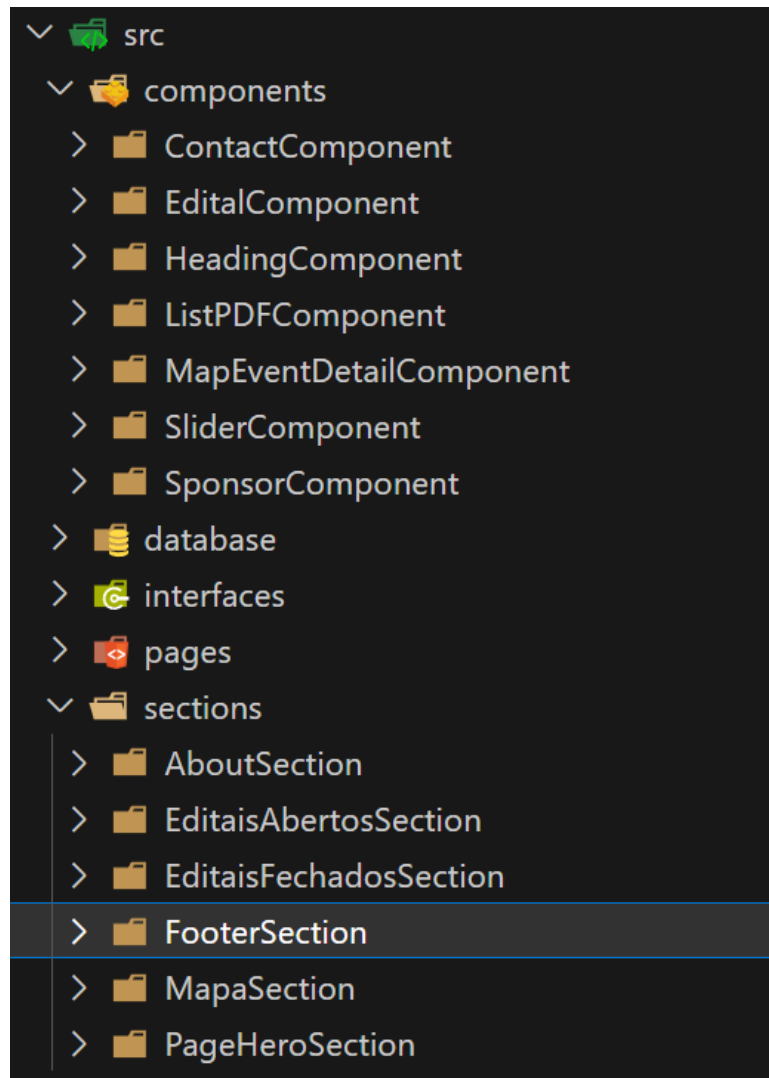 src
components
ContactComponent
EditalComponent
HeadingComponent
ListPDFComponent
MapEventDetailComponent
SliderComponent
SponsorComponent
database
interfaces
pages
sections
AboutSection
EditaisAbertosSection
EditaisFechadosSection
FooterSection
MapaSection
PageHeroSection